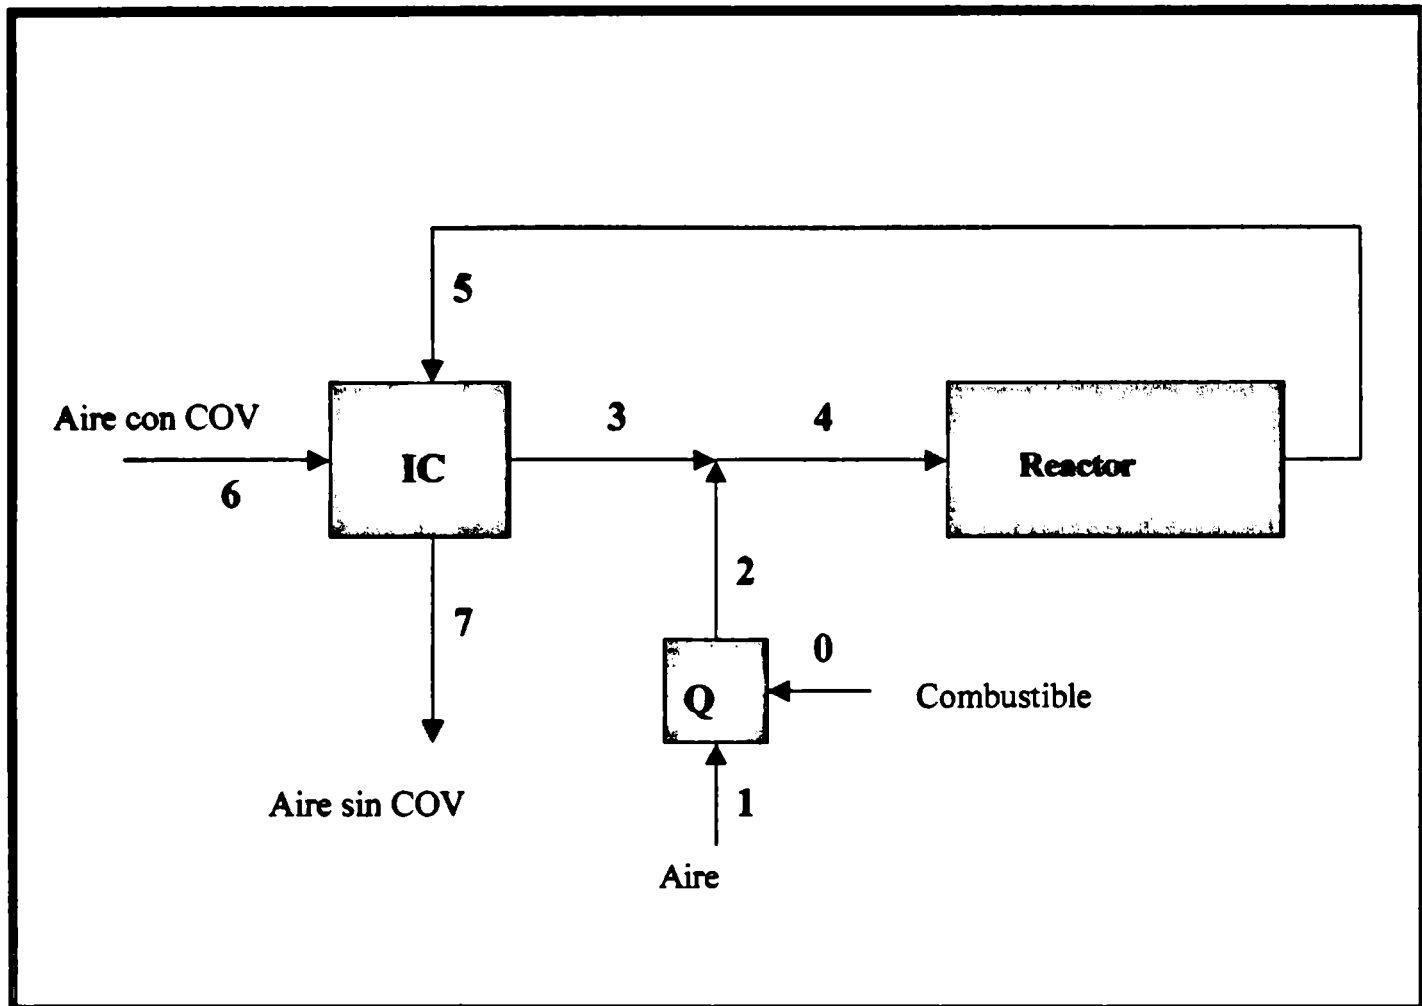 5
Aire con COV
3
4
IC
Reactor
6
2
7
0
Q
Combustible
Aire sin COV
1
Aire